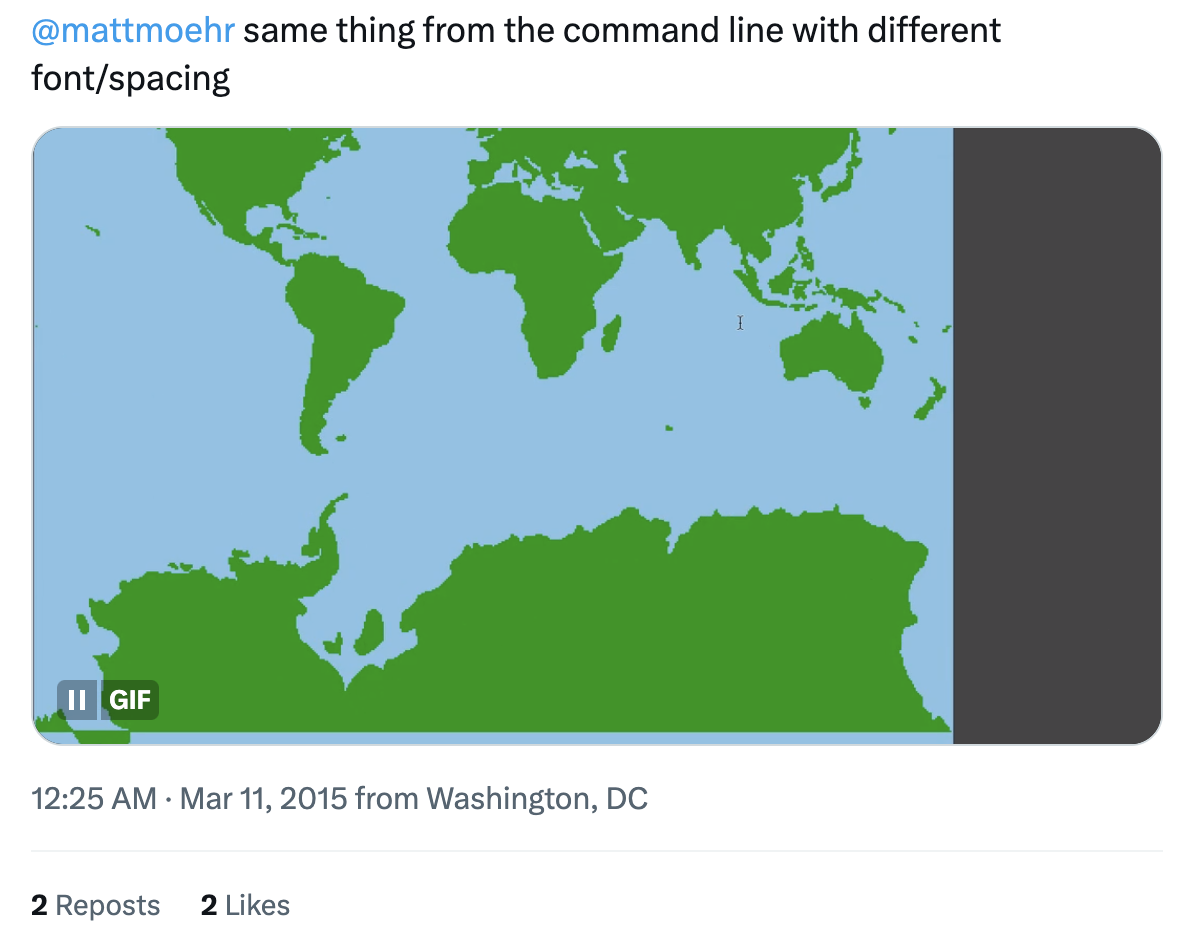 @mattmoehr same thing from the command line with different
font/spacing
GIF
12:25 AM · Mar 11, 2015 from Washington, DC
2 Reposts 2 Likes